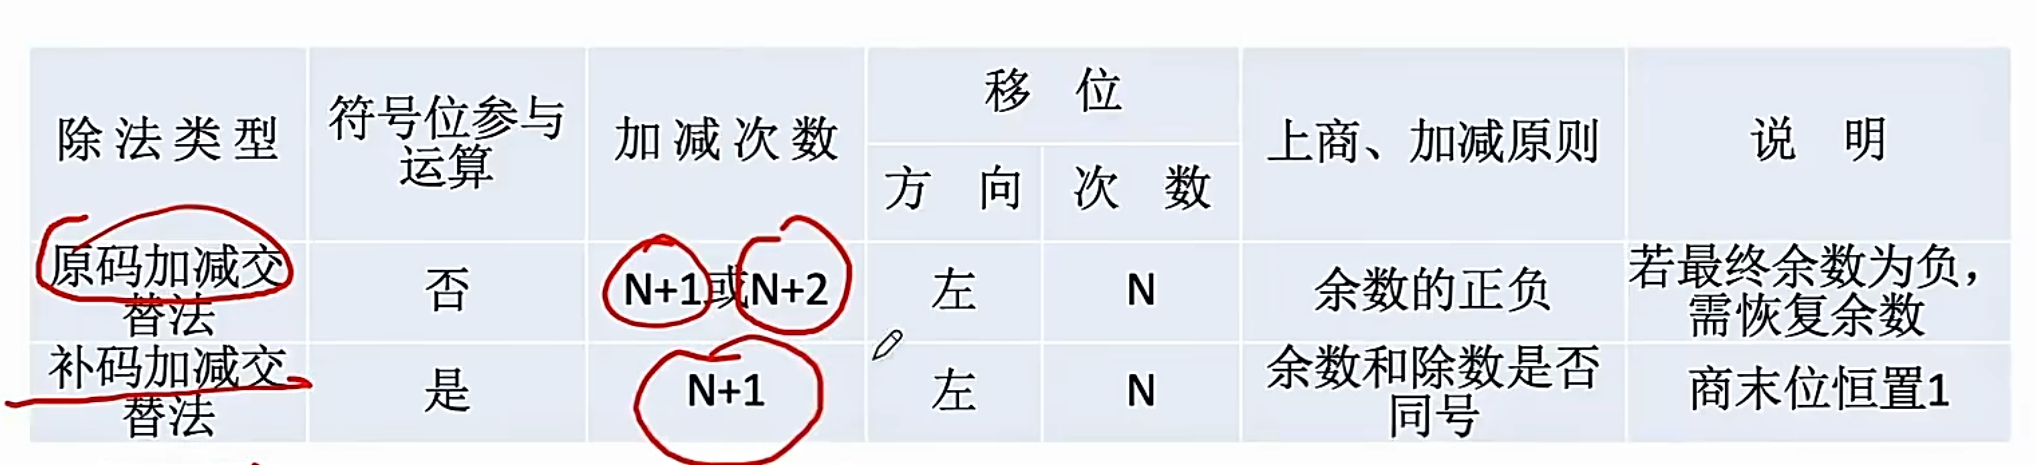 除法类型
符号位参与
运算
加减次数
移 位
方 向
次 数
上商、加减原则
说 明
原码加减交
替法
否
N+1或N+2
左
N
余数的正负
若最终余数为负，
需恢复余数
补码加减交
替法
是
N+1
左
N
余数和除数是否
同号
商末位恒置1